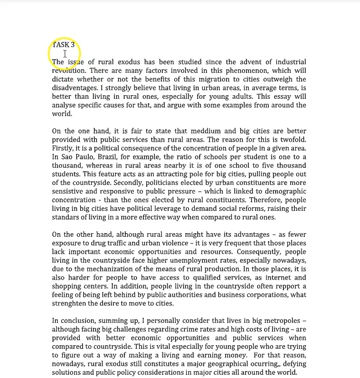 TASK 3
The issue of rural exodus has been studied since the advent of industrial
revolution. There are many factors involved in this phenomenon, which will
dictate whether or not the benefits of this migration to cities outweigh the
disadvantages. I strongly believe that living in urban areas, in average terms, is
better than living in rural ones, especially for young adults. This essay will
analyse specific causes for that, and argue with some examples from around the
world.
On the one hand, it is fair to state that meddium and big cities are better
provided with public services than rural areas. The reason for this is twofold.
Firstly, it is a political consequence of the concentration of people in a given area.
In Sao Paulo, Brazil, for example, the ratio of schools per student is one to a
thousand, whereas in rural areas nearby it is of one school to five thousand
students. This feature acts as an attracting pole for big cities, pulling people out
of the countryside. Secondly, politicians elected by urban constituents are more
sensistive and responsive to public pressure – which is linked to demographic
concentration - than the ones elected by rural constituents. Therefore, people
living in big cities have political leverage to demand social reforms, raising their
standars of living in a more effective way when compared to rural ones.
On the other hand, although rural areas might have its advantages – as fewer
exposure to drug traffic and urban violence – it is very frequent that those places
lack important economic opportunities and resources. Consequently, people
living in the countryside face higher unemployment rates, especially nowadays,
due to the mechanization of the means of rural production. In those places, it is
also harder for people to have access to qualified services, as internet and
shopping centers. In addition, people living in the countryside often repport a
feeling of being left behind by public authorities and business corporations, what
strengthen the desire to move to cities.
In conclusion, summing up, I personally consider that lives in big metropoles –
although facing big challenges regarding crime rates and high costs of living – are
provided with better economic opportunities and public services when
compared to countryside. This is vital especially for young people who are trying
to figure out a way of making a living and earning money. For that reason,
nowadays, rural exodus still constitutes a major geographical ocurring,, defying
solutions and public policy considerations in major cities all around the world.